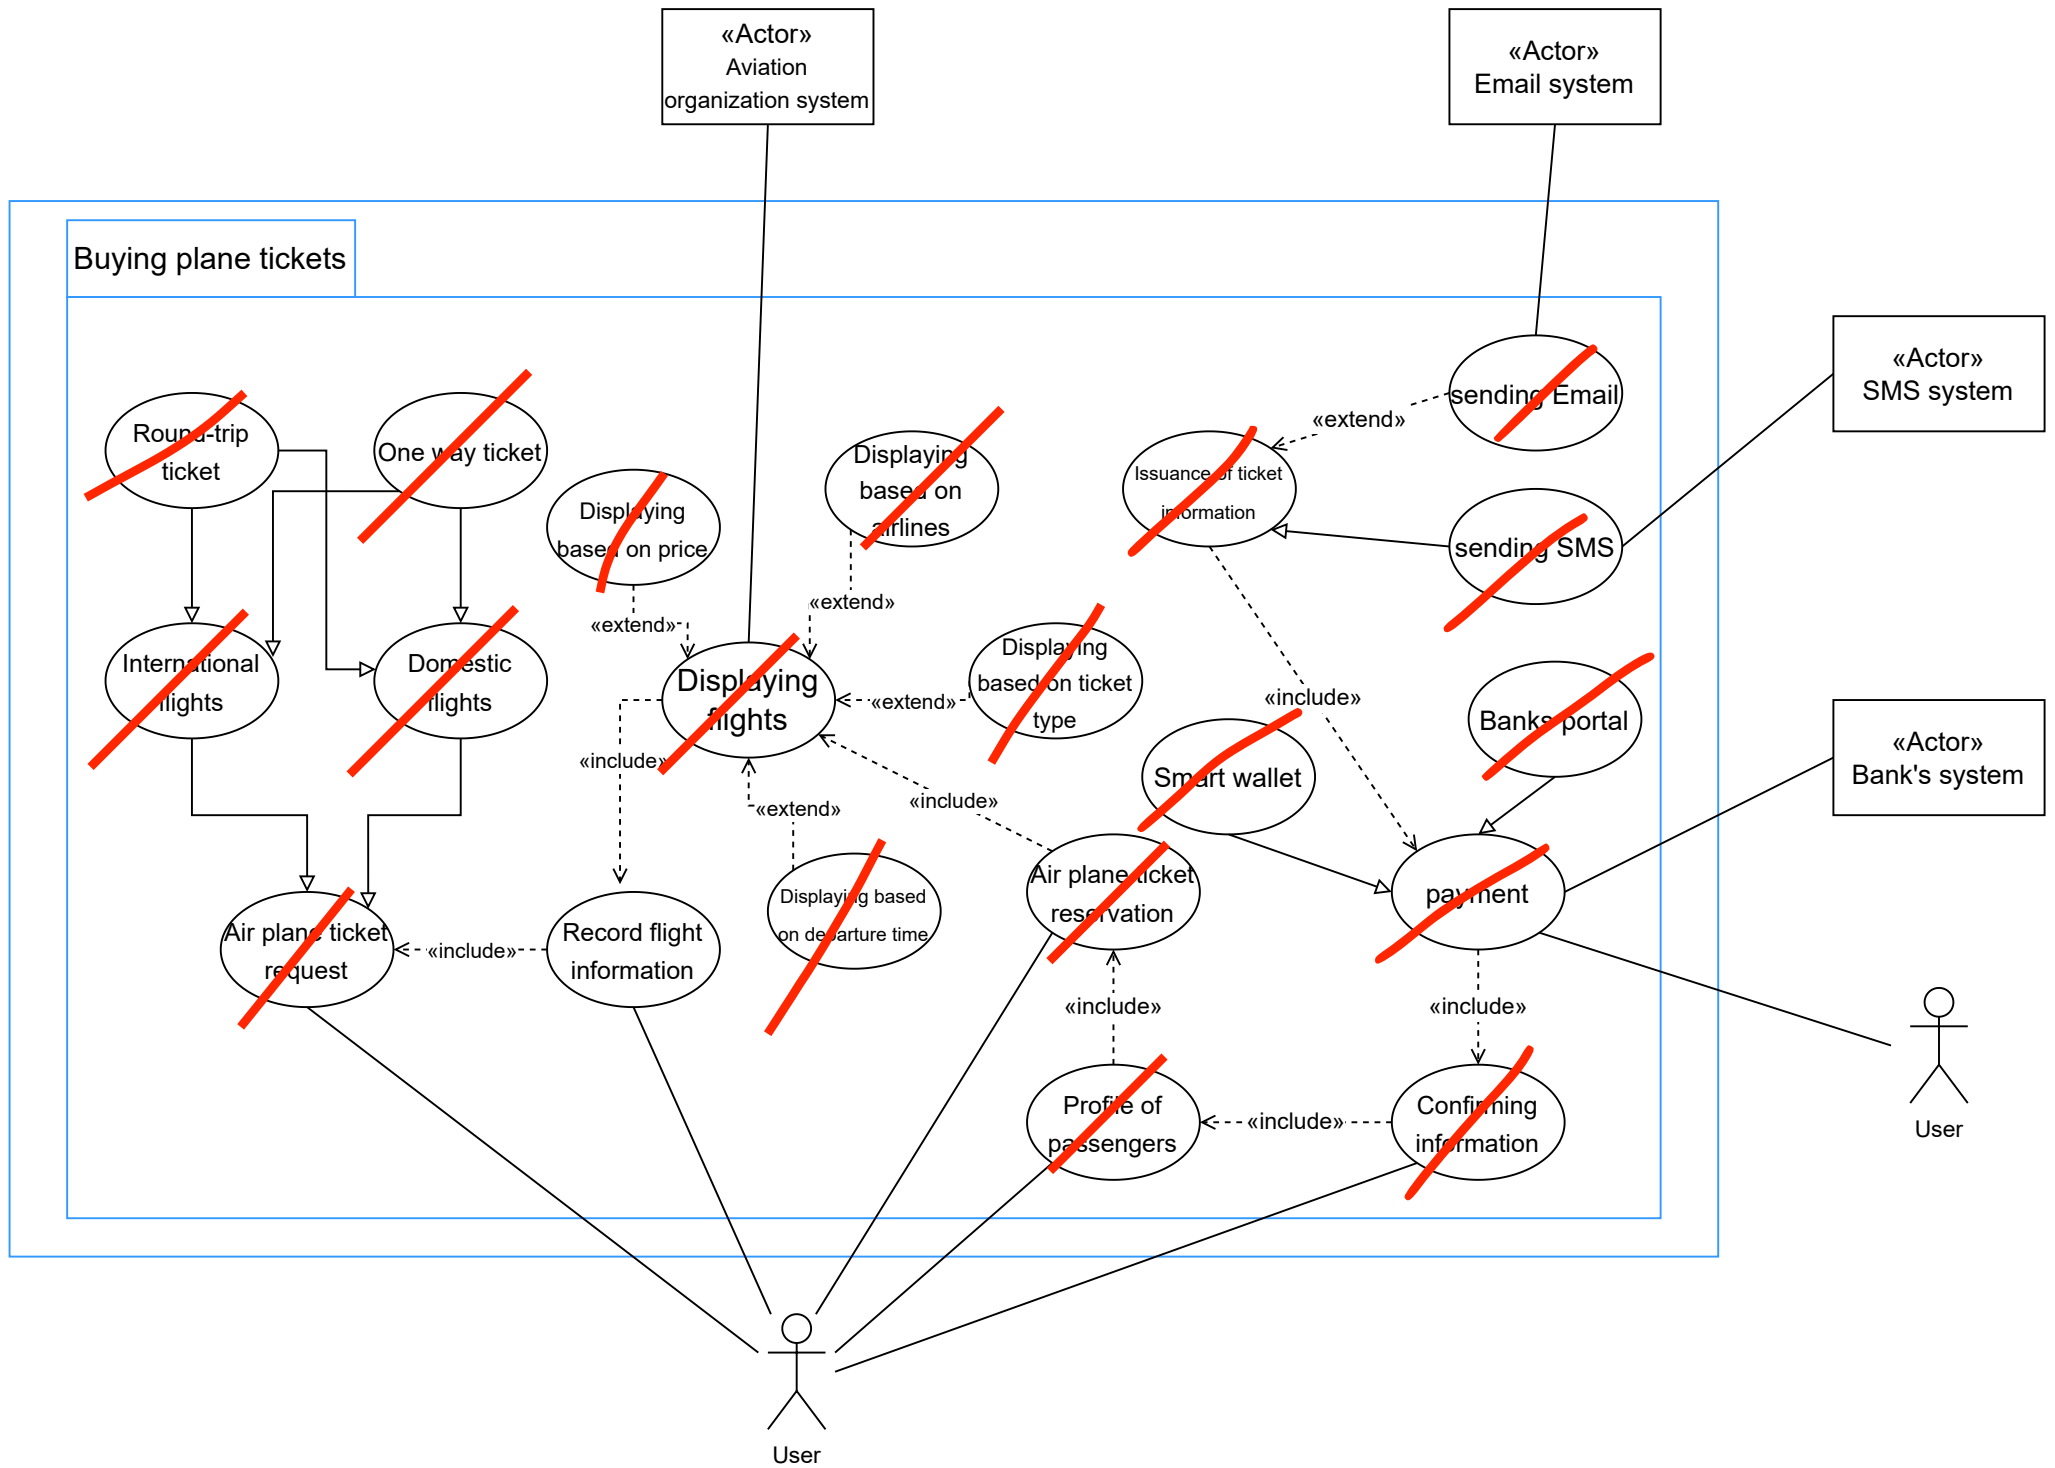 «Actor»
Aviation
organization system
«Actor»
Email system
Buying plane tickets
«Actor»
SMS system
sending Email
«extend»
Round-trip
ticket
One way ticket
Displaying
based on
airlines
Issuance of ticket
information
Displaying
based on price
sending SMS
«extend»
«extend»
International
flights
Domestic
flights
Displaying
flights
Displaying
based on ticket
type
«extend»
«include»
Banks portal
«Actor»
Bank's system
«include»
Smart wallet
«include»
«extend»
Air plane ticket
reservation
payment
Displaying based
on departure time
Air plane ticket
request
«include»
Record flight
information
«include»
«include»
Profile of
passengers
«include»
Confirming
information
User
User